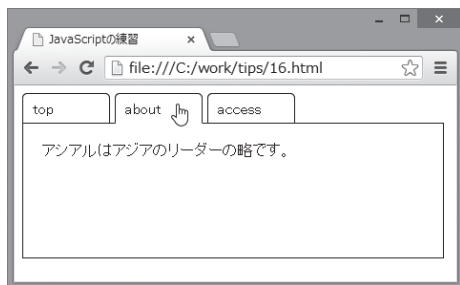 JavaScriptの練習
file:///C:/work/tips/16.html
top
about
access
アシアルはアジアのリーダーの略です。